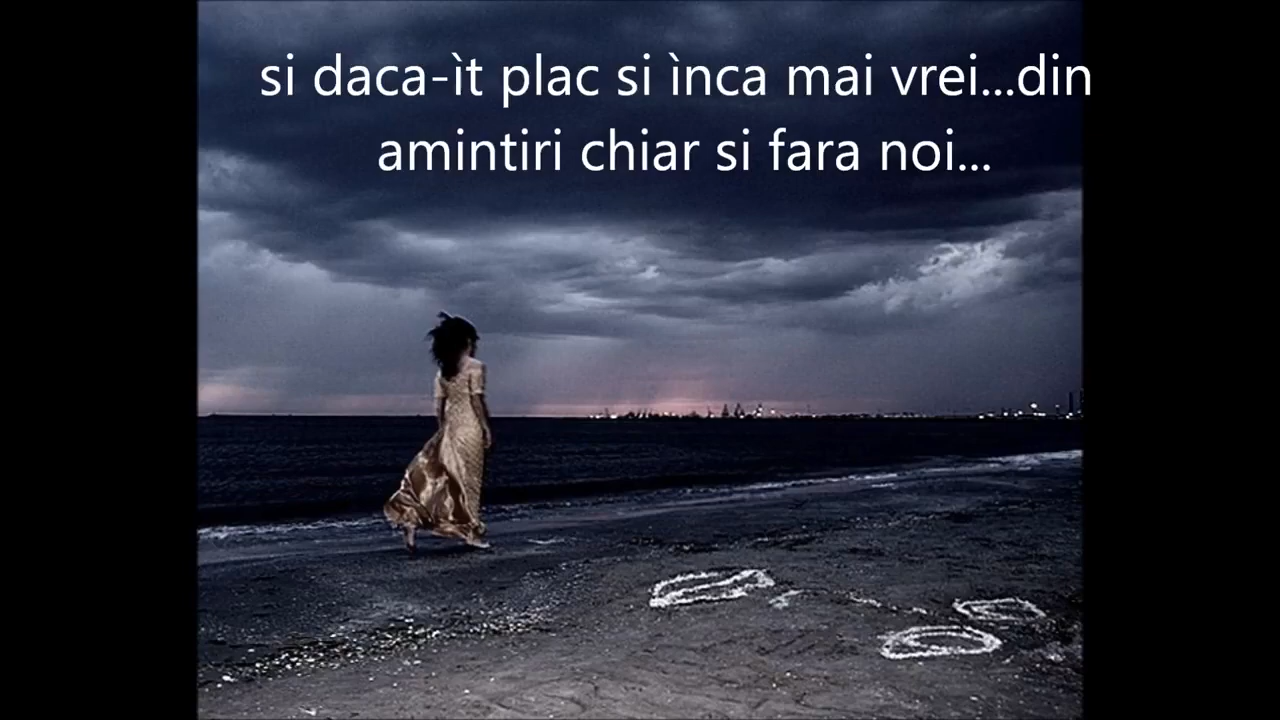 si daca-ìt plac si ìnca mai vrei...din
amintiri chiar si fara noi...